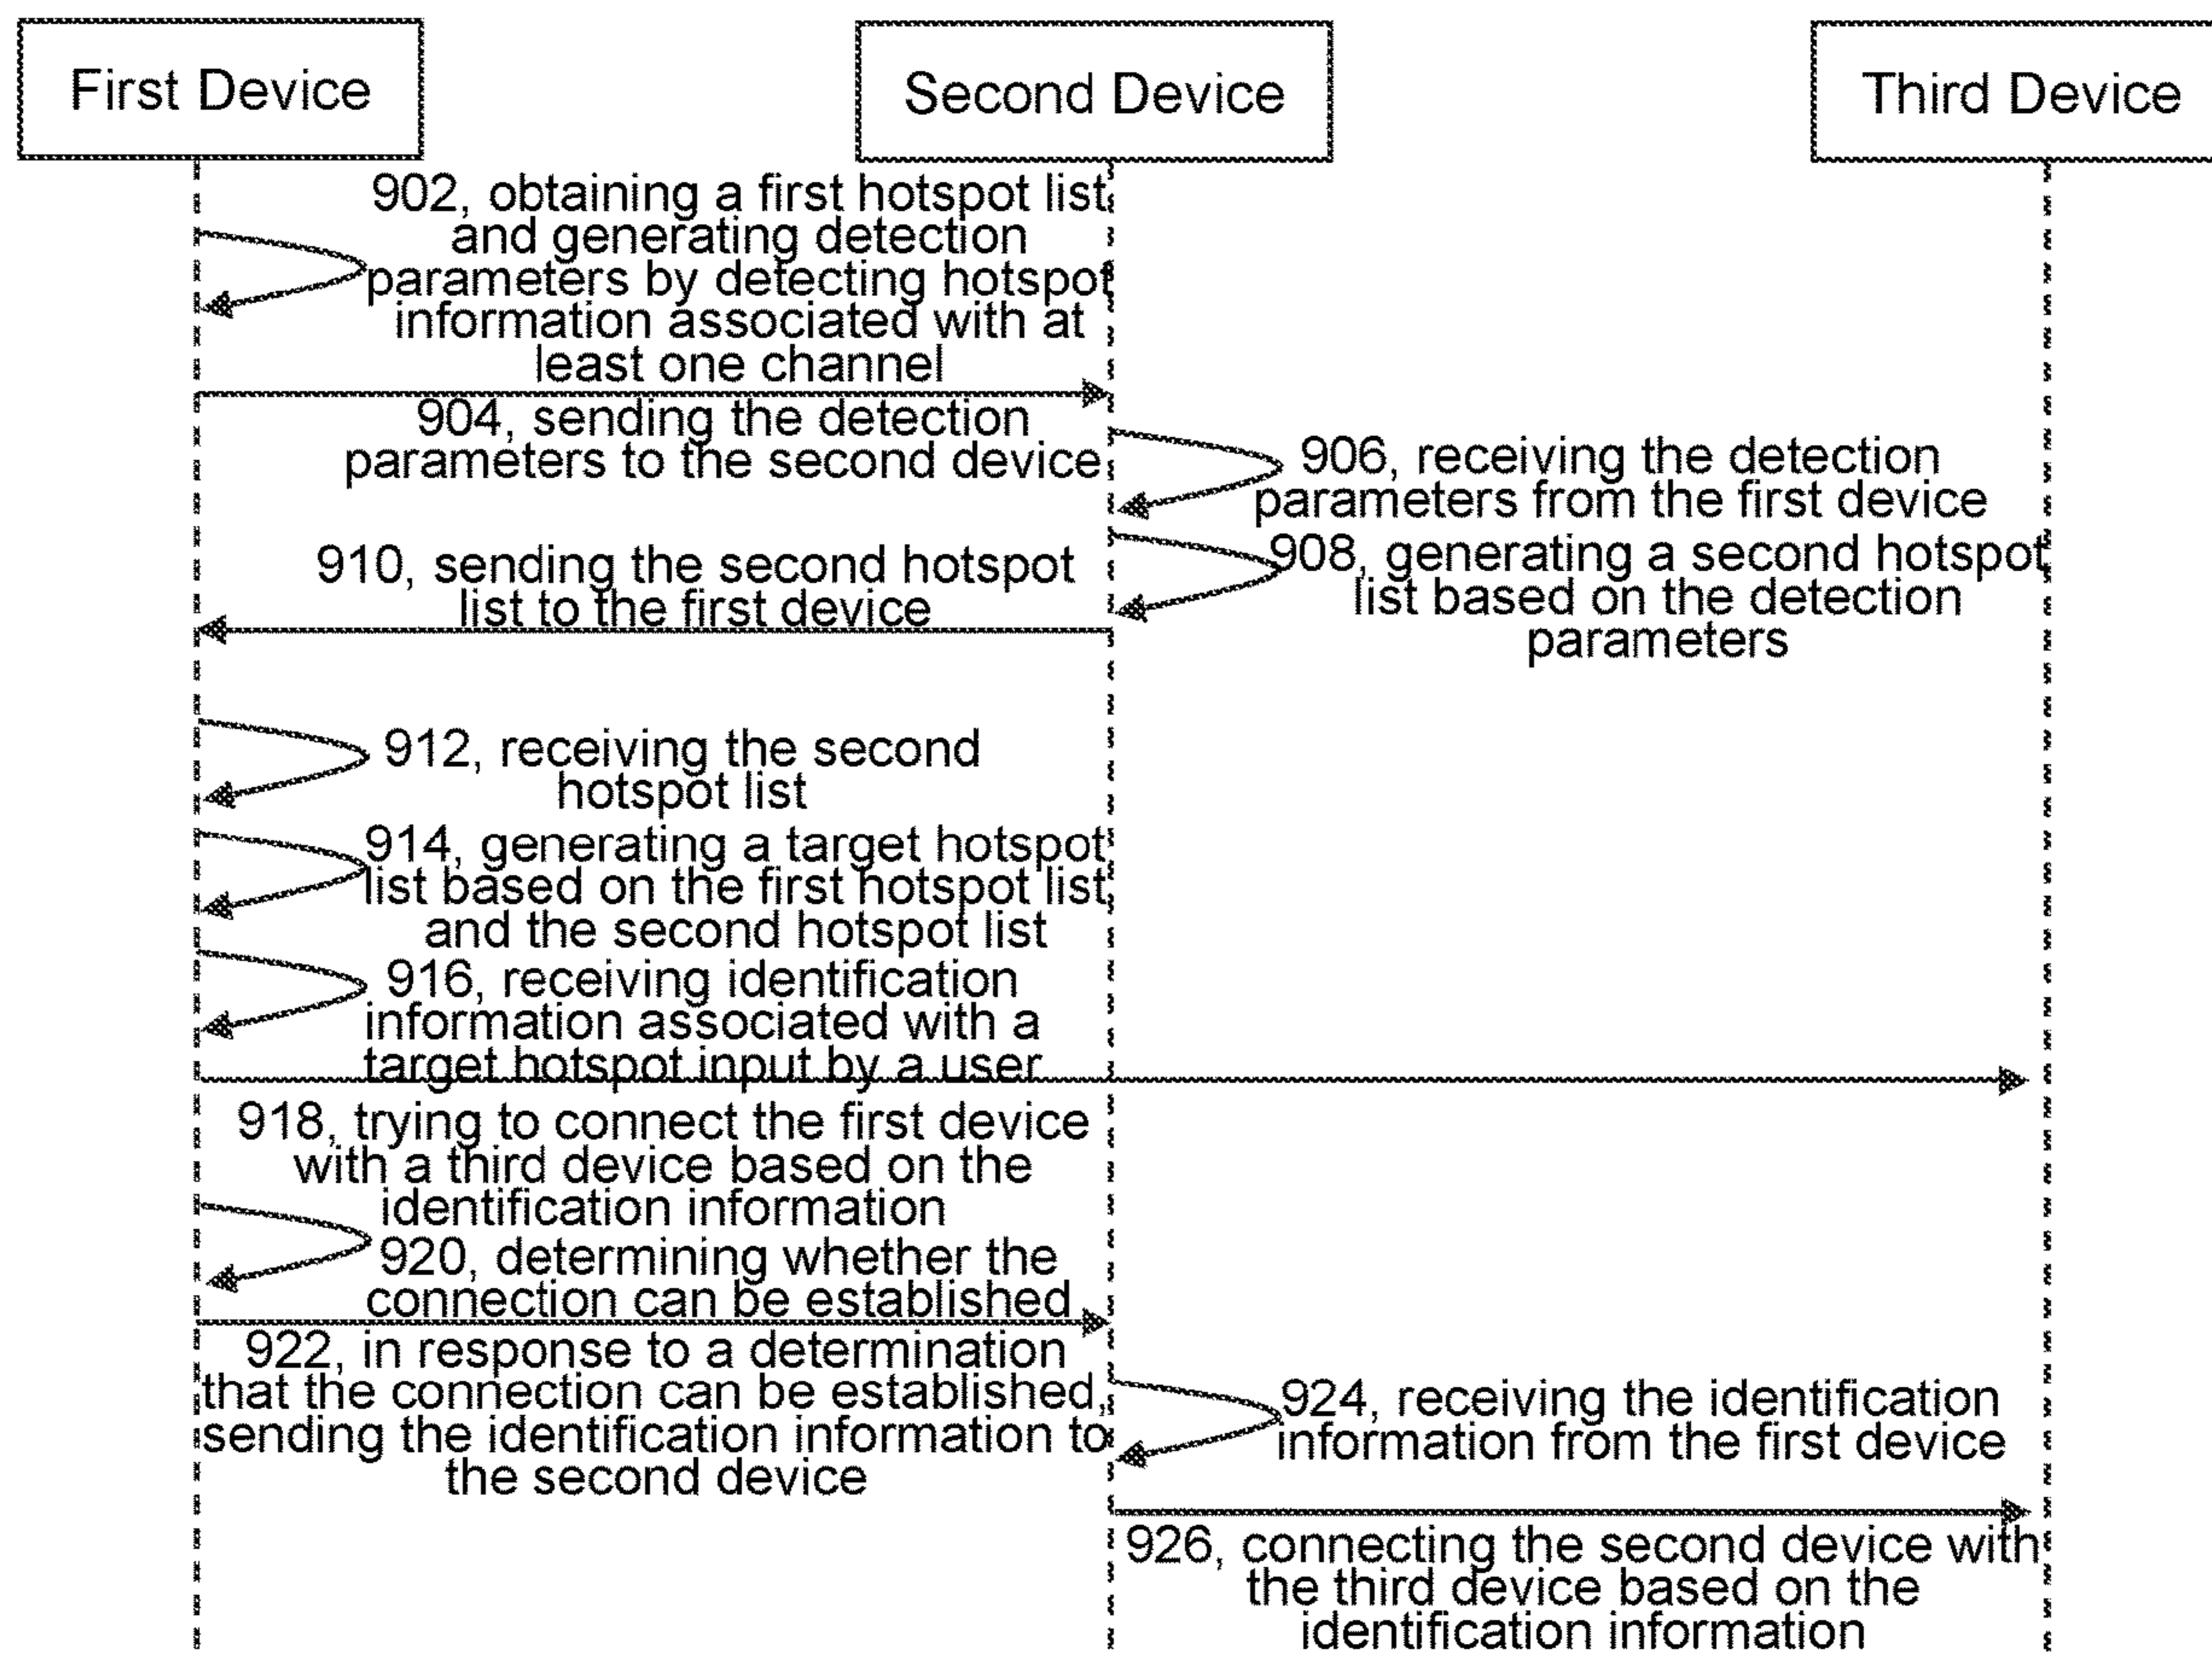 First Device
Second Device
Third Device
902, obtaining a first hotspot list
and generating detection
parameters by detecting hotspot
information associated with at
least one channel
904, sending the detection
parameters to the second device
906, receiving the detection
parameters from the first device
908, generating a second hotspot
list based on the detection
parameters
910, sending the second hotspot
list to the first device
912, receiving the second
hotspot list
914, generating a target hotspot
list based on the first hotspot list
and the second hotspot list
916, receiving identification
information associated with a
target hotspot input by a user
918, trying to connect the first device
with a third device based on the
identification information
920, determining whether the
connection can be established
922, in response to a determination
that the connection can be established,
sending the identification information to
the second device
924, receiving the identification
information from the first device
926, connecting the second device with
the third device based on the
identification information